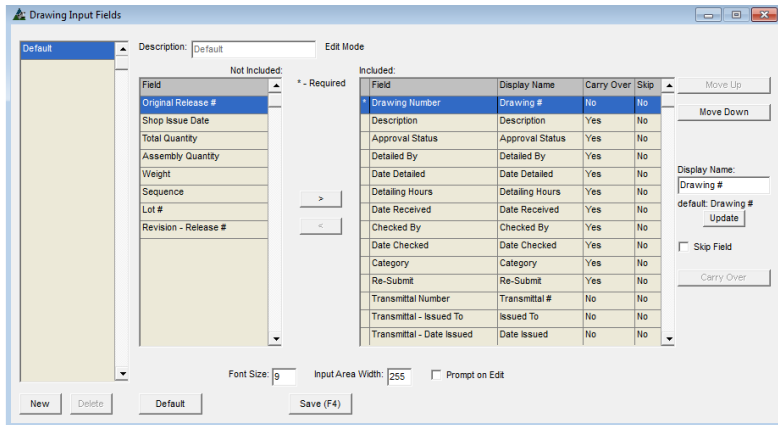 Drawing Input Fields
Default
Description: Default Edit Mode
Not Included:
Field
Original Release #
Shop Issue Date
Total Quantity
Assembly Quantity
Weight
Sequence
Lot #
Revision - Release #
* - Required
>
<
Included:
Field Display Name Carry Over Skip
* Drawing Number Drawing # No No
Description Description Yes No
Approval Status Approval Status Yes No
Detailed By Detailed By Yes No
Date Detailed Date Detailed Yes No
Detailing Hours Detailing Hours Yes No
Date Received Date Received Yes No
Checked By Checked By Yes No
Date Checked Date Checked Yes No
Category Category Yes No
Re-Submit Re-Submit Yes No
Transmittal Number Transmittal # No No
Transmittal - Issued To Issued To No No
Transmittal - Date Issued Date Issued No No
Move Up
Move Down
Display Name:
Drawing #
default: Drawing #
Update
Skip Field
Carry Over
Font Size: 9 Input Area Width: 255 Prompt on Edit
New Delete Default Save (F4)